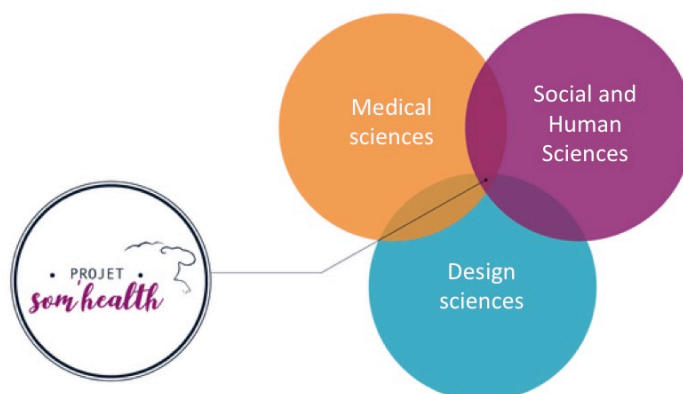 Medical
sciences
Social and
Human
Sciences
Design
sciences
• PROJET •
som'health